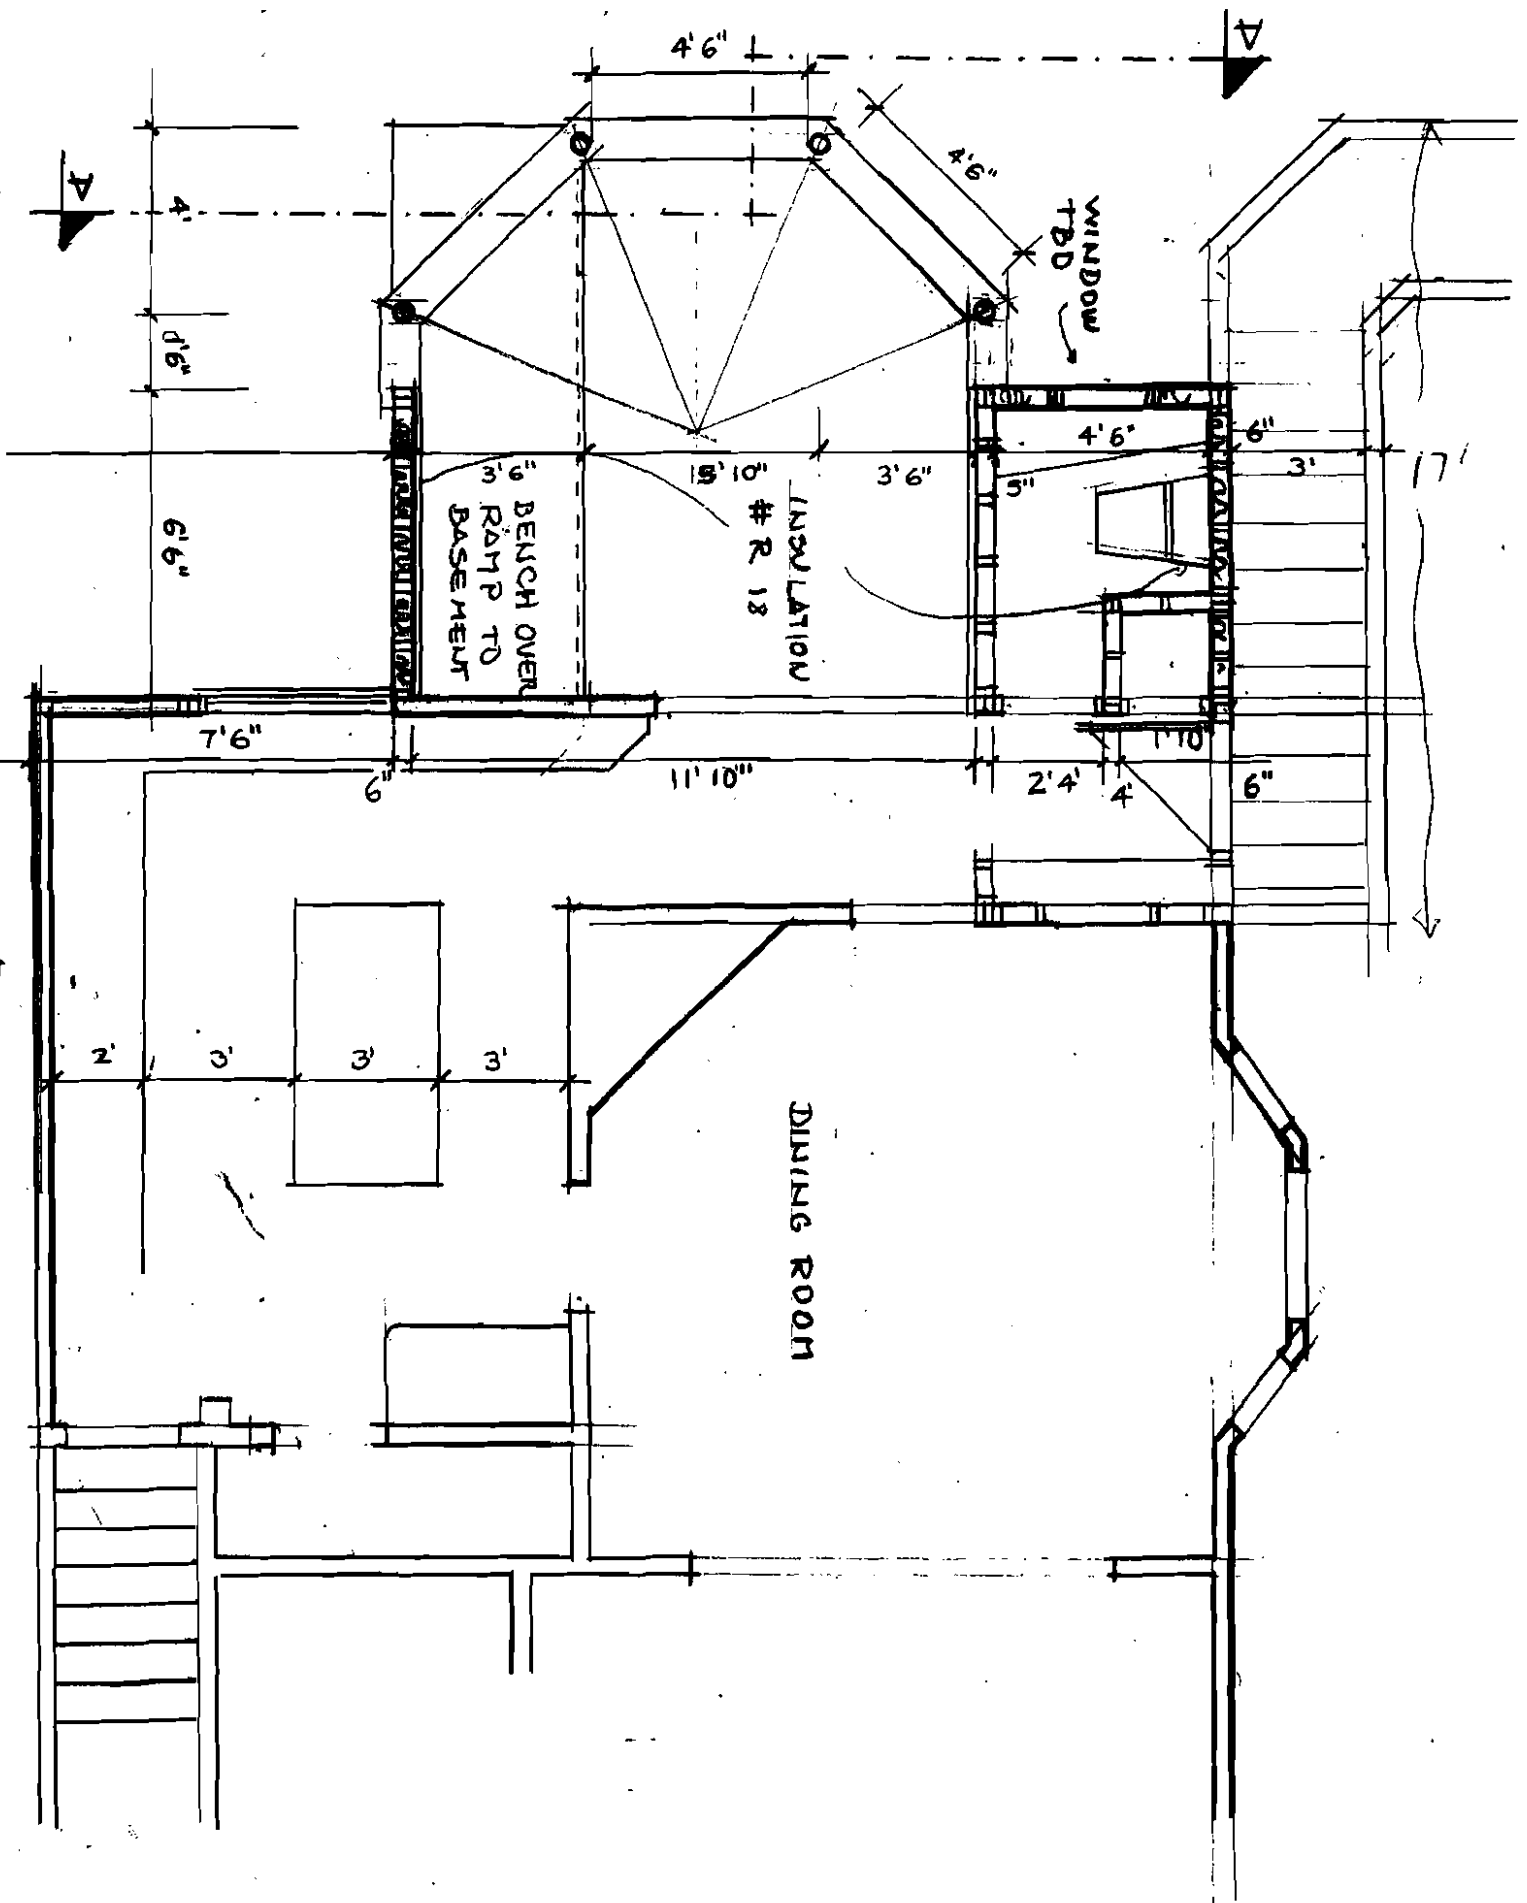 4'6"
A
4'6"
A
4'
WINDOW
TBD
1'6"
4'6"
6"
3'6"
15'10"
3'6"
5"
3'
17'
6'6"
BENCH OVER
RAMP TO
BASEMENT
INSULATION
# R 18
7'6"
6"
11'10"
2'4'
4'
1'10"
6"
2'
3'
3'
3'
DINING ROOM